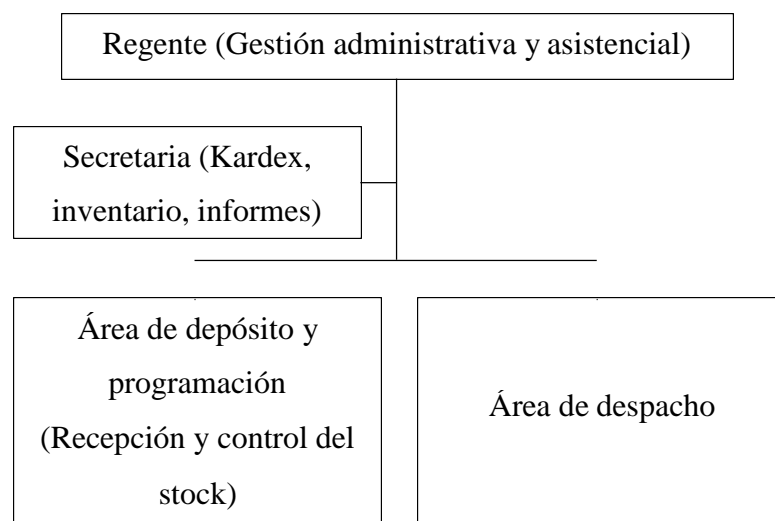 Regente (Gestión administrativa y asistencial)
Secretaria (Kardex,
inventario, informes)
Área de depósito y
programación
(Recepción y control del
stock)
Área de despacho